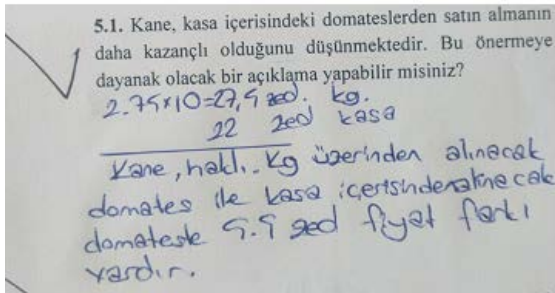 5.1. Kane, kasa içerisindeki domateslerden satın almanın
daha kazançlı olduğunu düşünmektedir. Bu önermeye
dayanak olacak bir açıklama yapabilir misiniz?
2.75x10=27,5 zed. kg.
22 zed kasa
Kane, haklı. Kg üzerinden alınacak
domates ile kasa içerisinden alınacak
domateste 5.5 zed fiyat farkı
vardır.